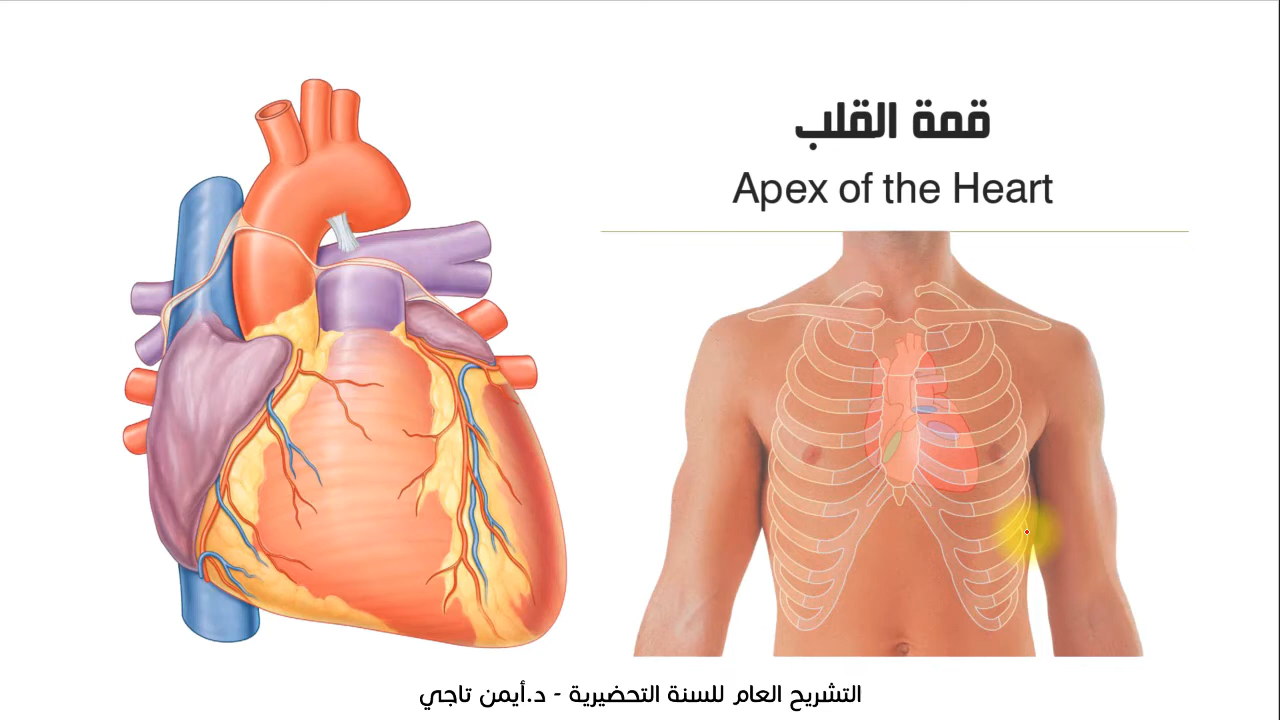 قمة القلب
Apex of the Heart
التشريح العام للسنة التحضيرية - د.أيمن تاجي